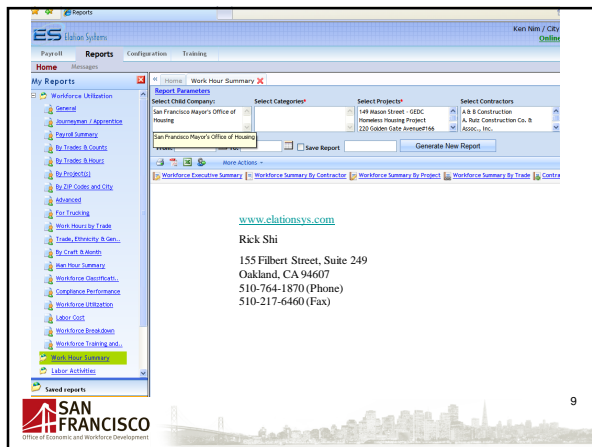 Reports
ES Elation Systems
Ken Nim / City
Online
Payroll Reports Configuration Training
Home Messages
My Reports
Workforce Utilization
General
Journeyman / Apprentice
Payroll Summary
By Trades & Counts
By Trades & Hours
By Project(s)
By ZIP Codes and City
Advanced
For Trucking
Work Hours by Trade
Trade, Ethnicity & Gen..
By Craft & Month
Man Hour Summary
Workforce Classificati..
Compliance Performance
Workforce Utilization
Labor Cost
Workforce Breakdown
Workforce Training and..
Work Hour Summary
Labor Activities
Saved reports
« Home Work Hour Summary
Report Parameters
Select Child Company: Select Categories* Select Projects* Select Contractors
San Francisco Mayor's Office of Housing
149 Mason Street - GEDC
Homeless Housing Project
220 Golden Gate Avenue#166
A & B Construction
A. Ruiz Construction Co. &
Assoc., Inc.
San Francisco Mayor's Office of Housing
To: Save Report Generate New Report
More Actions
Workforce Executive Summary Workforce Summary By Contractor Workforce Summary By Project Workforce Summary By Trade Contra
www.elationsys.com
Rick Shi
155 Filbert Street, Suite 249
Oakland, CA 94607
510-764-1870 (Phone)
510-217-6460 (Fax)
SAN
FRANCISCO
Office of Economic and Workforce Development
9